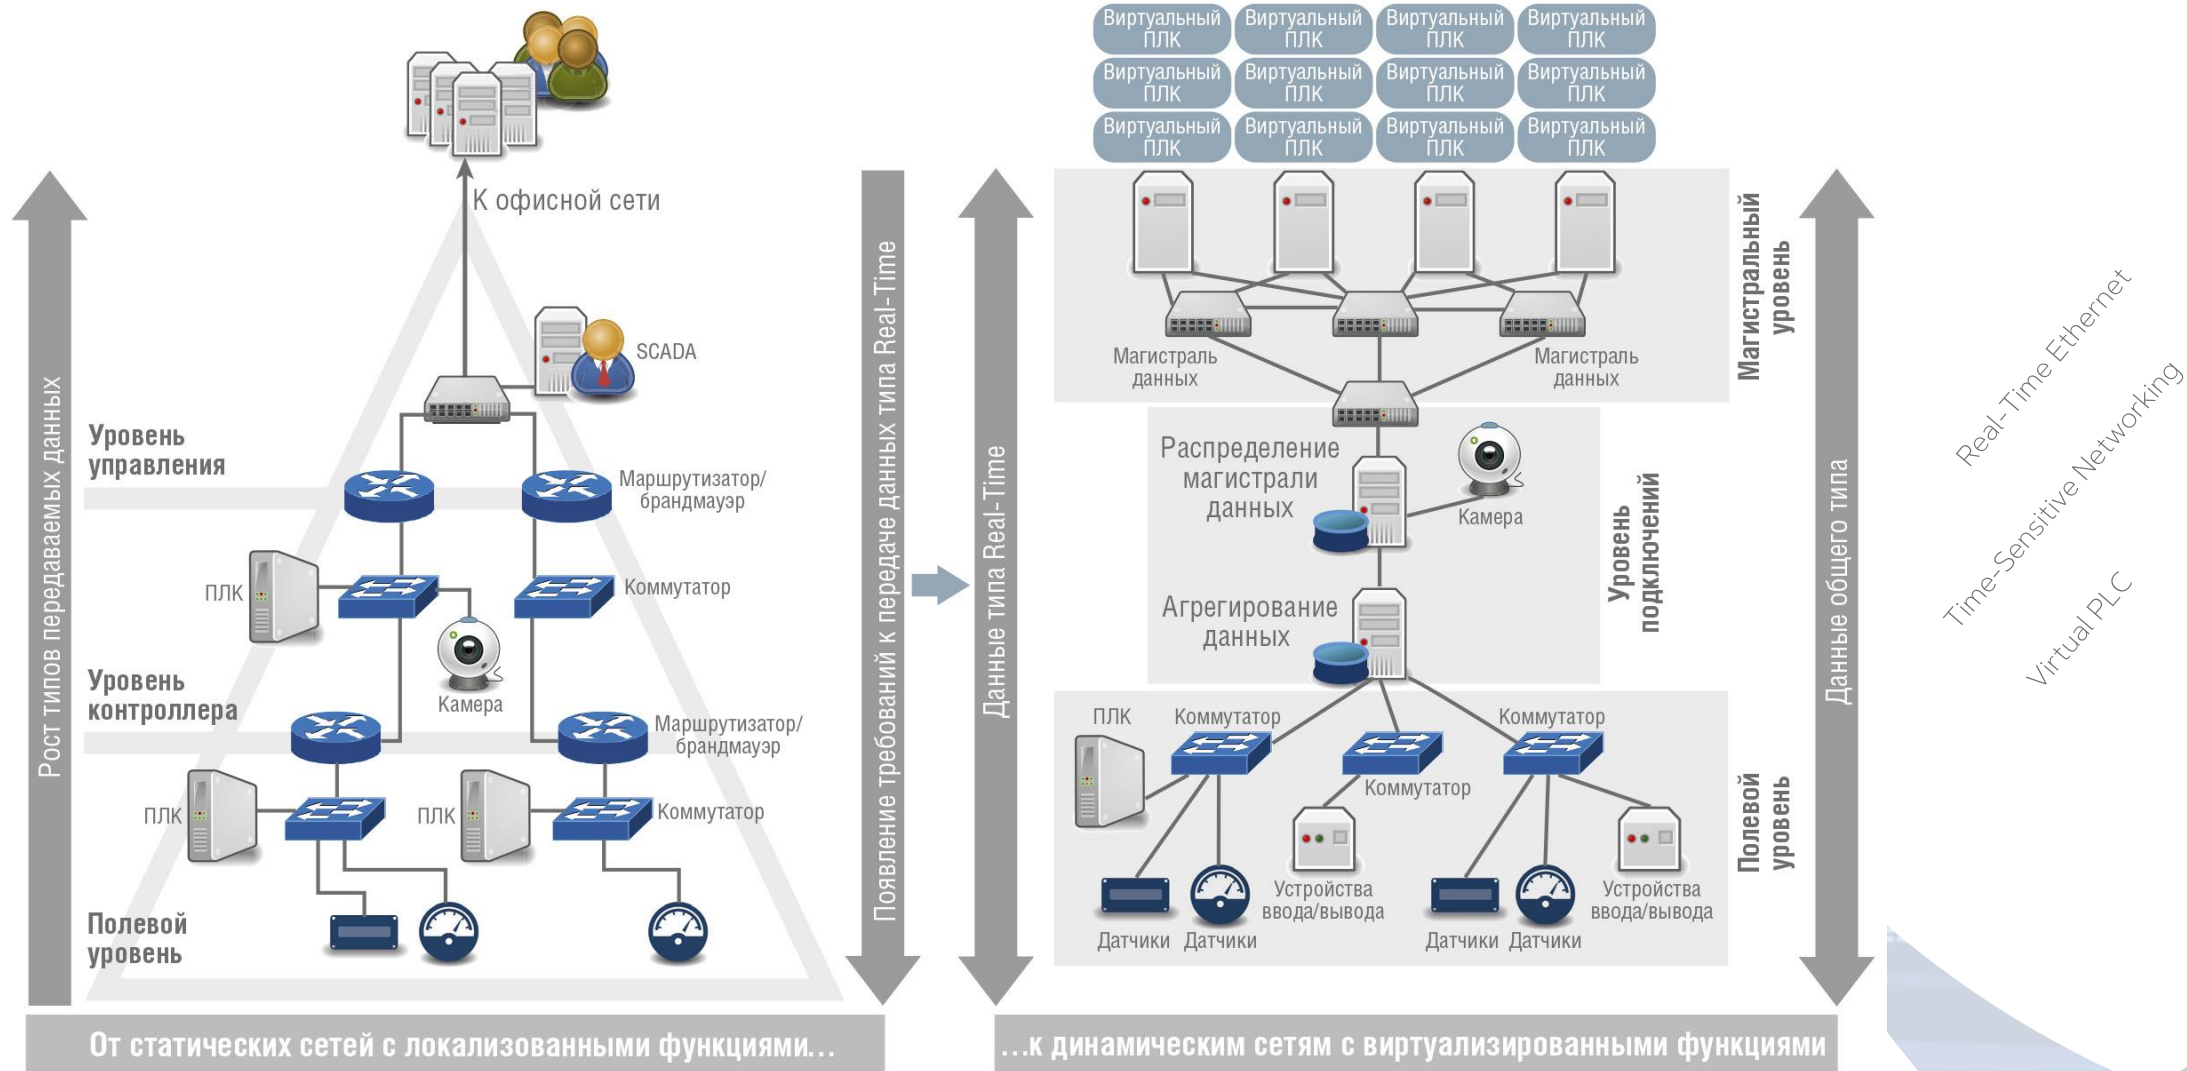 К офисной сети
SCADA
Рост типов передаваемых данных
Уровень
управления
Маршрутизатор/
брандмауэр
ПЛК
Коммутатор
Камера
Уровень
контроллера
Маршрутизатор/
брандмауэр
ПЛК
ПЛК
Коммутатор
Полевой
уровень
Появление требований к передаче данных типа Real-Time
От статических сетей с локализованными функциями...
Виртуальный
ПЛК
Виртуальный
ПЛК
Виртуальный
ПЛК
Виртуальный
ПЛК
Виртуальный
ПЛК
Виртуальный
ПЛК
Виртуальный
ПЛК
Виртуальный
ПЛК
Виртуальный
ПЛК
Виртуальный
ПЛК
Виртуальный
ПЛК
Виртуальный
ПЛК
Данные типа Real-Time
Магистраль
данных
Магистраль
данных
Магистральный
уровень
Распределение
магистрали
данных
Камера
Агрегирование
данных
Уровень
подключений
ПЛК
Коммутатор
Коммутатор
Коммутатор
Устройства
ввода/вывода
Устройства
ввода/вывода
Датчики
Датчики
Датчики
Датчики
Полевой
уровень
Данные общего типа
...к динамическим сетям с виртуализированными функциями
Real-Time Ethernet
Time-Sensitive Networking
Virtual PLC